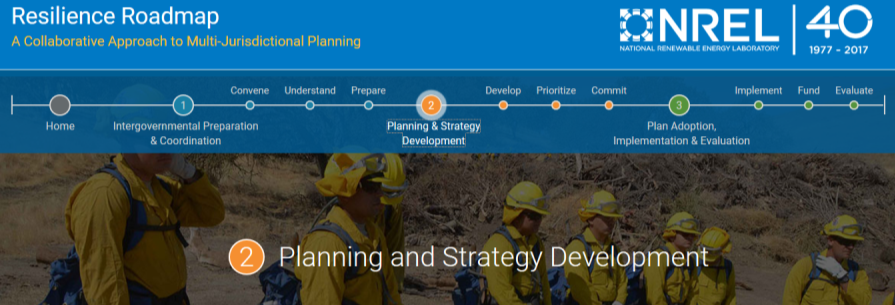 Resilience Roadmap
A Collaborative Approach to Multi-Jurisdictional Planning
NREL
NATIONAL RENEWABLE ENERGY LABORATORY
40
1977 - 2017
Convene
Understand
Prepare
Develop
Prioritize
Commit
Implement
Fund
Evaluate
1
2
3
Home
Intergovernmental Preparation
& Coordination
Planning & Strategy
Development
Plan Adoption,
Implementation & Evaluation
2 Planning and Strategy Development